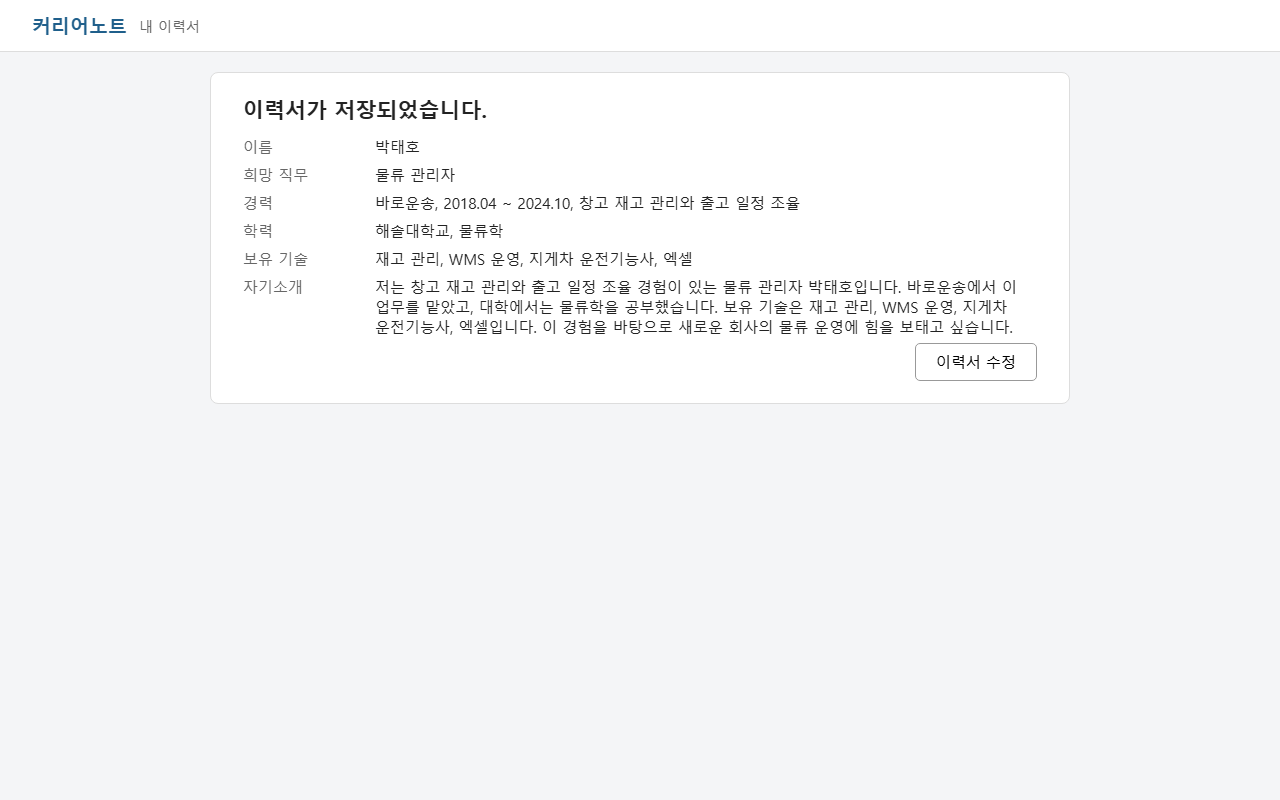 커리어노트 내 이력서
이력서가 저장되었습니다.
이름 박태호
희망 직무 물류 관리자
경력 바로운송, 2018.04 ~ 2024.10, 창고 재고 관리와 출고 일정 조율
학력 해솔대학교, 물류학
보유 기술 재고 관리, WMS 운영, 지게차 운전기능사, 엑셀
자기소개 저는 창고 재고 관리와 출고 일정 조율 경험이 있는 물류 관리자 박태호입니다. 바로운송에서 이
업무를 맡았고, 대학에서는 물류학을 공부했습니다. 보유 기술은 재고 관리, WMS 운영, 지게차
운전기능사, 엑셀입니다. 이 경험을 바탕으로 새로운 회사의 물류 운영에 힘을 보태고 싶습니다.
이력서 수정